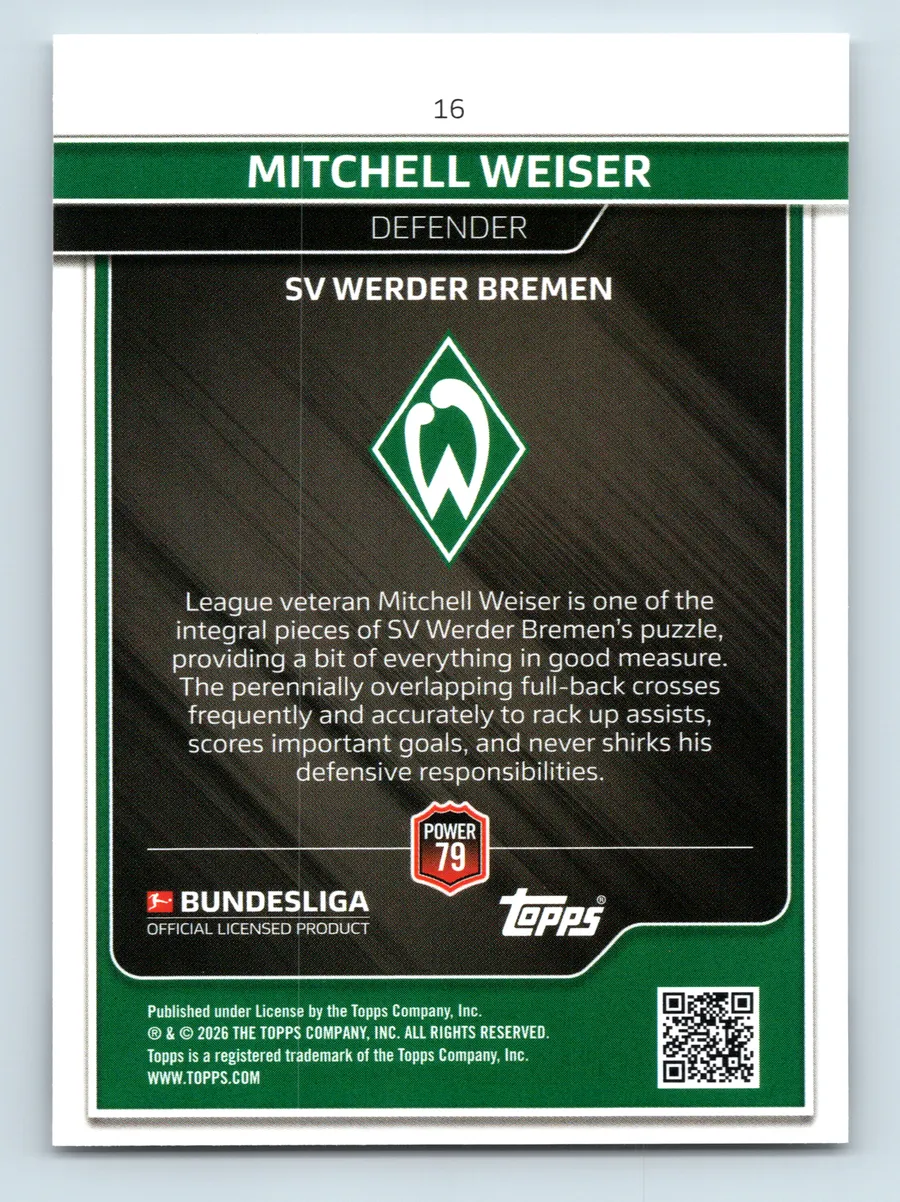 16
MITCHELL WEISER
DEFENDER
SV WERDER BREMEN
W
League veteran Mitchell Weiser is one of the
integral pieces of SV Werder Bremen's puzzle,
providing a bit of everything in good measure.
The perennially overlapping full-back crosses
frequently and accurately to rack up assists,
scores important goals, and never shirks his
defensive responsibilities.
POWER
79
BUNDESLIGA
OFFICIAL LICENSED PRODUCT
topps®
Published under License by the Topps Company, Inc.
® & © 2026 THE TOPPS COMPANY, INC. ALL RIGHTS RESERVED.
Topps is a registered trademark of the Topps Company, Inc.
WWW.TOPPS.COM